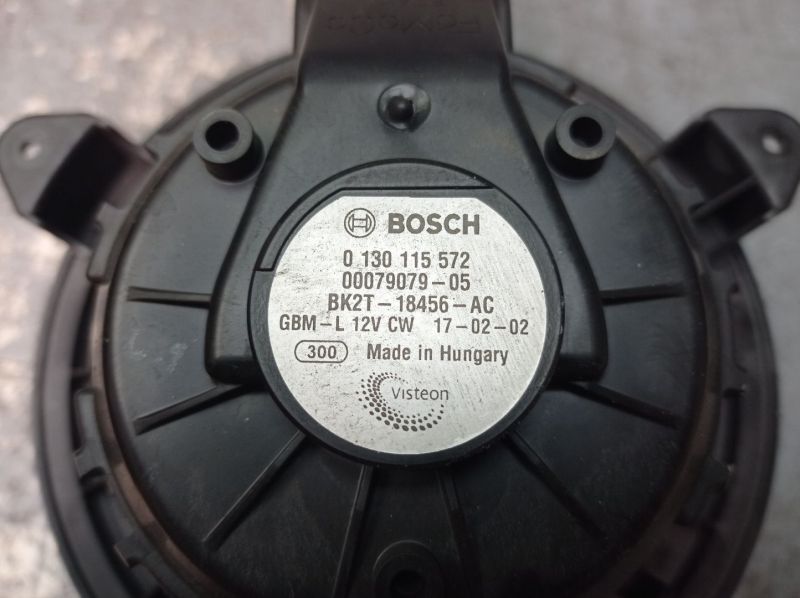 FoMoCo
BOSCH
0 130 115 572
00079079-05
BK2T-18456-AC
GBM-L 12V CW 17-02-02
300 Made in Hungary
Visteon